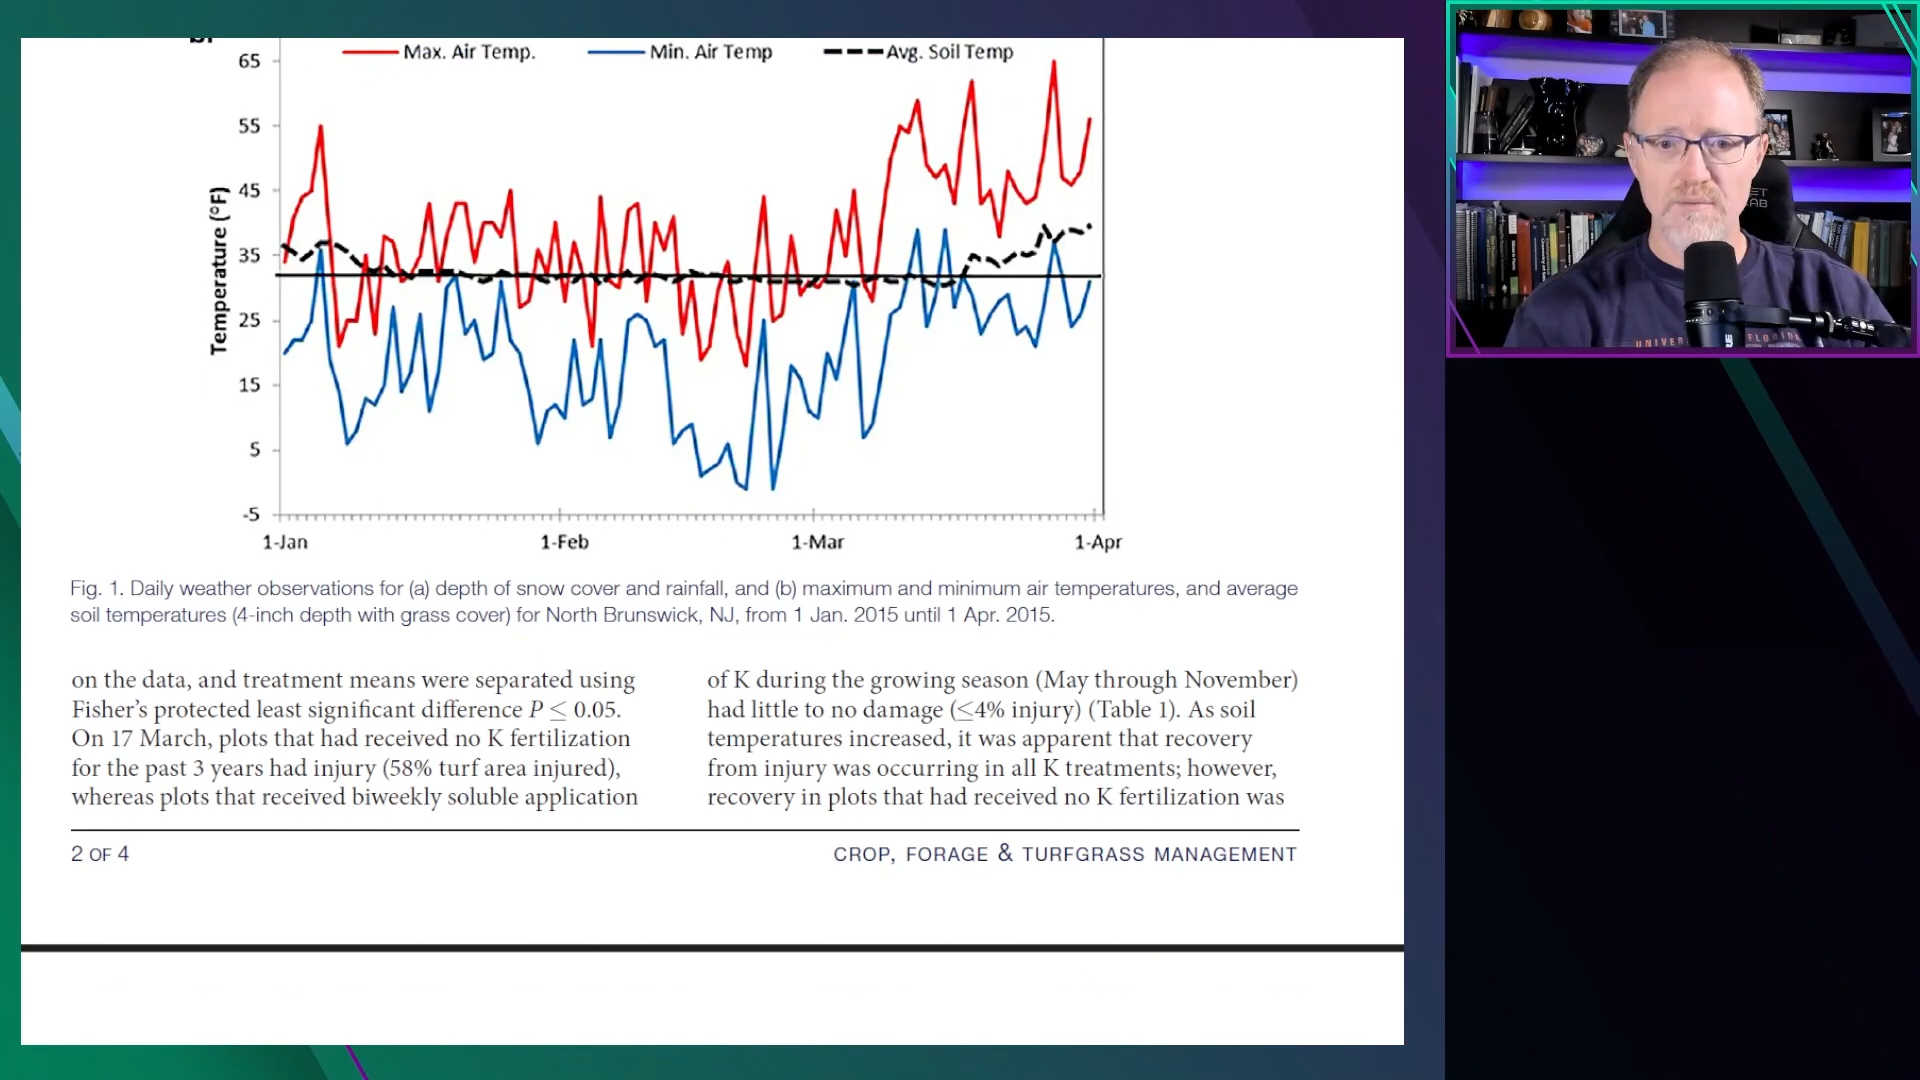 Max. Air Temp. Min. Air Temp Avg. Soil Temp
65
55
45
35
25
15
5
-5
Temperature (°F)
1-Jan 1-Feb 1-Mar 1-Apr
Fig. 1. Daily weather observations for (a) depth of snow cover and rainfall, and (b) maximum and minimum air temperatures, and average
soil temperatures (4-inch depth with grass cover) for North Brunswick, NJ, from 1 Jan. 2015 until 1 Apr. 2015.
on the data, and treatment means were separated using
Fisher’s protected least significant difference P ≤ 0.05.
On 17 March, plots that had received no K fertilization
for the past 3 years had injury (58% turf area injured),
whereas plots that received biweekly soluble application
of K during the growing season (May through November)
had little to no damage (≤4% injury) (Table 1). As soil
temperatures increased, it was apparent that recovery
from injury was occurring in all K treatments; however,
recovery in plots that had received no K fertilization was
2 OF 4
CROP, FORAGE & TURFGRASS MANAGEMENT